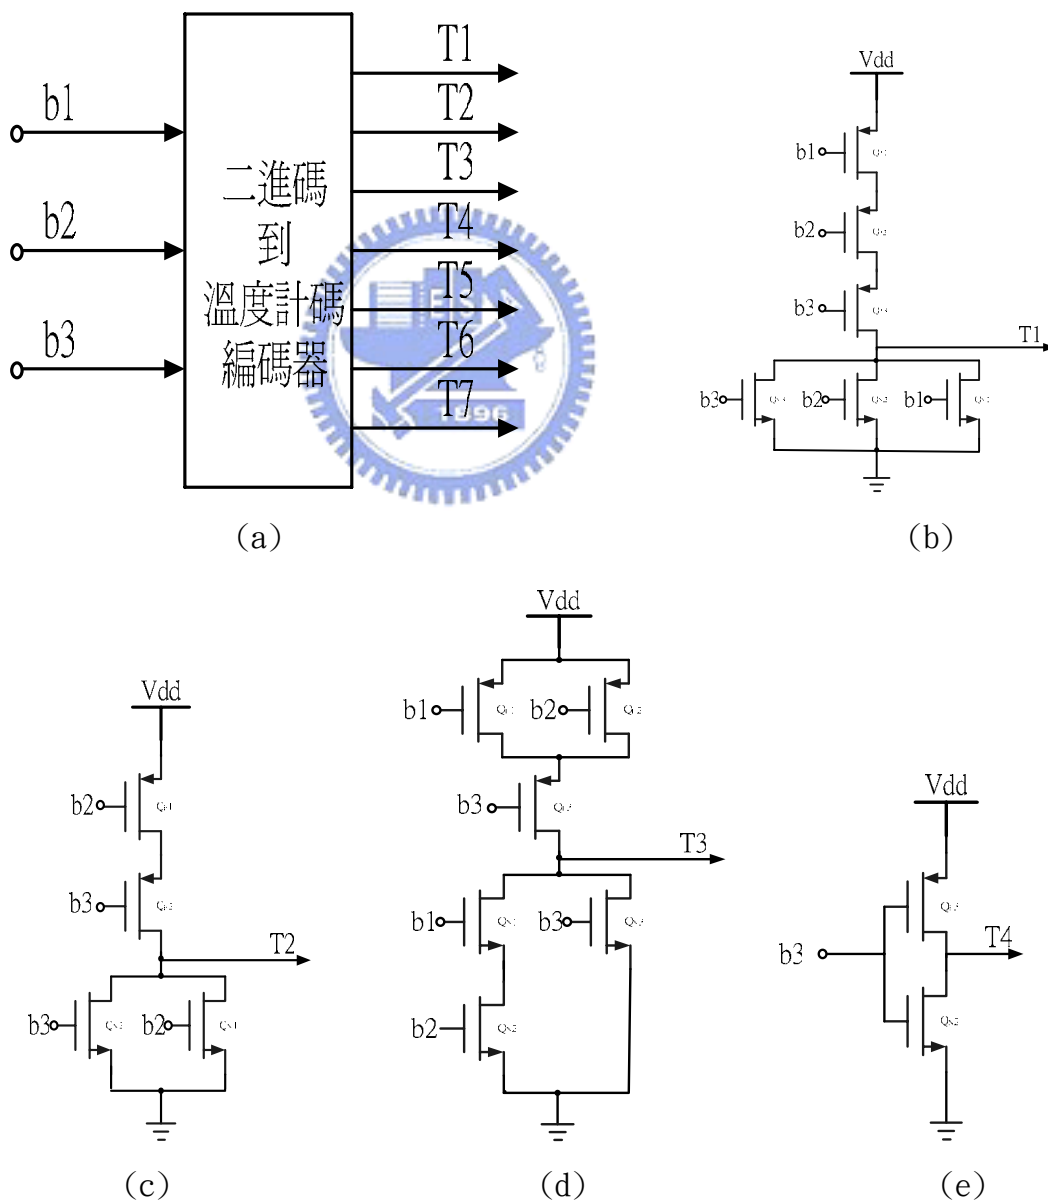 b1
b2
b3
二進碼
到
溫度計碼
編碼器
T1
T2
T3
T4
T5
T6
T7
1896
(a)
Vdd
b1
b2
b3
T1
b3
b2
b1
(b)
Vdd
b2
b3
T2
b3
b2
(c)
Vdd
b1
b2
b3
T3
b1
b3
b2
(d)
Vdd
b3
T4
(e)